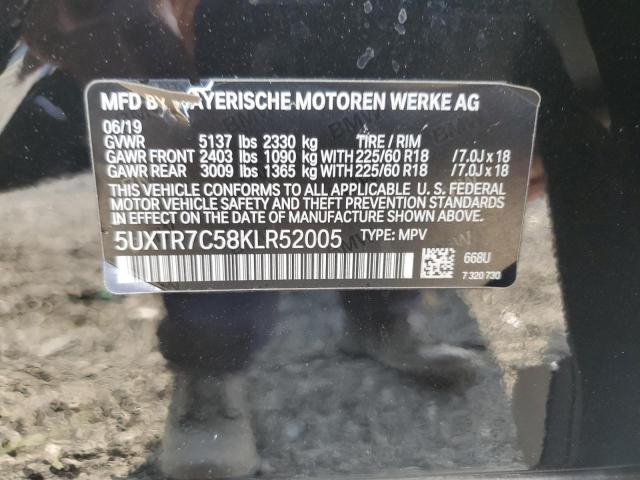 MFD BY BAYERISCHE MOTOREN WERKE AG
06/19
GVWR 5137 lbs 2330 kg TIRE / RIM
GAWR FRONT 2403 lbs 1090 kg WITH 225/60 R18 /7.0J x 18
GAWR REAR 3009 lbs 1365 kg WITH 225/60 R18 /7.0J x 18
THIS VEHICLE CONFORMS TO ALL APPLICABLE U. S. FEDERAL
MOTOR VEHICLE SAFETY AND THEFT PREVENTION STANDARDS
IN EFFECT ON THE DATE OF MANUFACTURE SHOWN ABOVE.
5UXTR7C58KLR52005 TYPE: MPV
668U
7 320 730